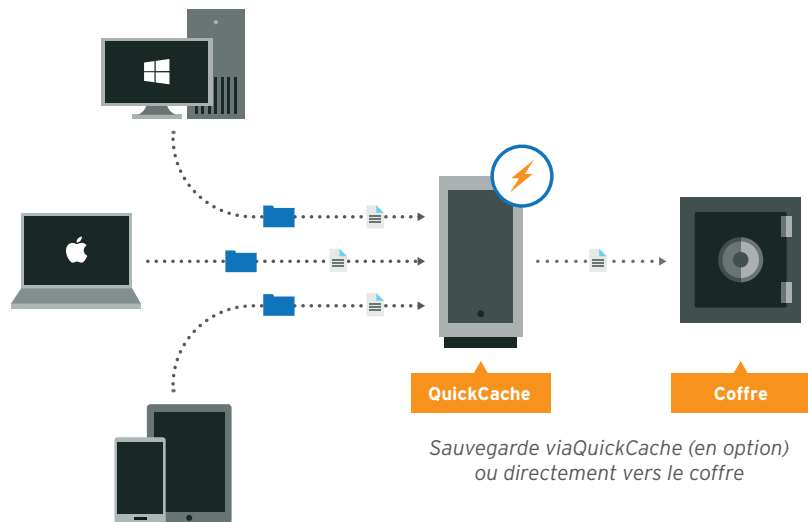 QuickCache
Coffre
Sauvegarde viaQuickCache (en option)
ou directement vers le coffre